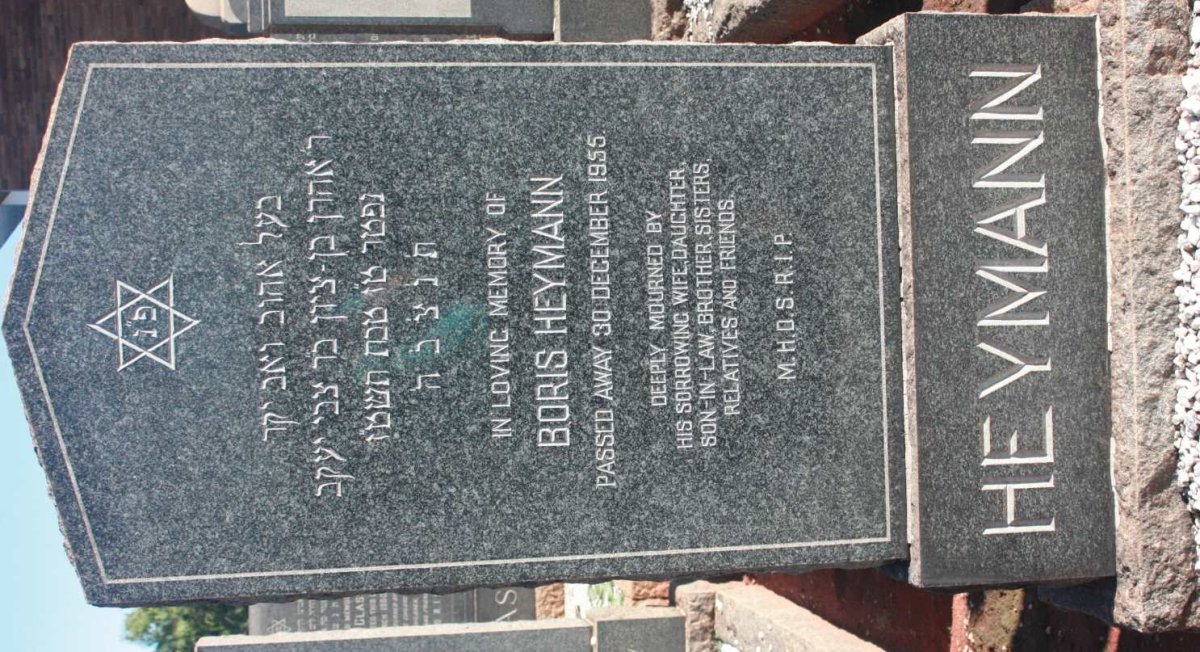 פ״נ
בעל אהוב ואב יקר
ר אהרן בן-ציון בר צבי יעקב
נפטר ט״ו טבת תשטז
ת נ צ ב ה
IN LOVING MEMORY OF
BORIS HEYMANN
PASSED AWAY 30 DECEMBER 1955.
DEEPLY MOURNED BY
HIS SORROWING WIFE, DAUGHTER,
SON-IN-LAW, BROTHER SISTERS.
RELATIVES AND FRIENDS.
M.H.D.S. R.I.P.
HEYMANN